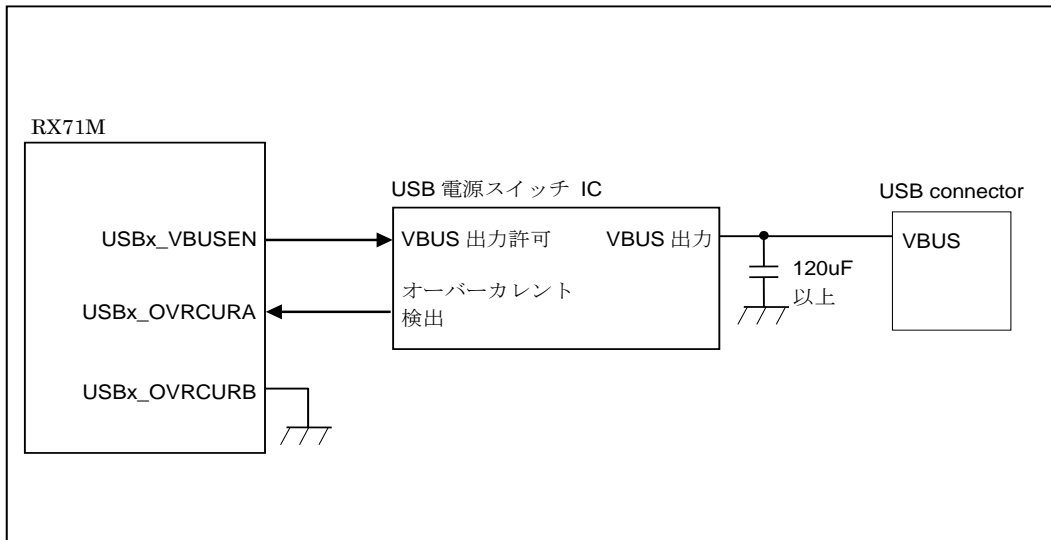 RX71M
USBx_VBUSEN
USBx_OVRCURA
USBx_OVRCURB
USB 電源スイッチ IC
VBUS 出力許可
VBUS 出力
オーバーカレント
検出
120uF
以上
USB connector
VBUS